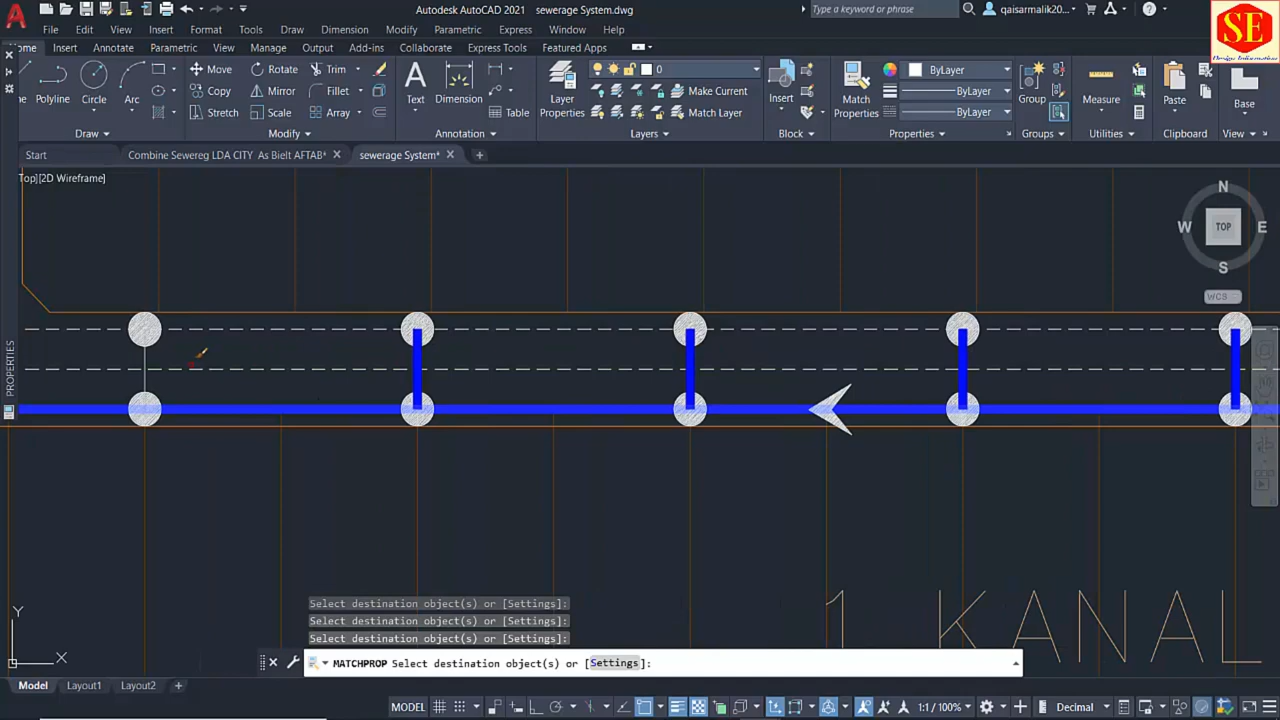 Autodesk AutoCAD 2021 sewerage System.dwg
Type a keyword or phrase
qaisarmalik20...
SE
Design Information
File Edit View Insert Format Tools Draw Dimension Modify Parametric Express Window Help
Home Insert Annotate Parametric View Manage Output Add-ins Collaborate Express Tools Featured Apps
Polyline Circle Arc
Move Rotate Trim
Copy Mirror Fillet
Stretch Scale Array
Text Dimension Table
Layer Properties
0
Make Current
Match Layer
Insert
Match Properties
ByLayer
ByLayer
ByLayer
Group
Measure
Paste
Base
Draw Modify Annotation Layers Block Properties Groups Utilities Clipboard View
Start Combine Sewereg LDA CITY As Bielt AFTAB* sewerage System*
Top][2D Wireframe]
N
W TOP E
S
WCS
PROPERTIES
1 KANAL
Y
X
Select destination object(s) or [Settings]:
Select destination object(s) or [Settings]:
Select destination object(s) or [Settings]:
MATCHPROP Select destination object(s) or [Settings]:
Model Layout1 Layout2
MODEL 1:1 / 100% Decimal